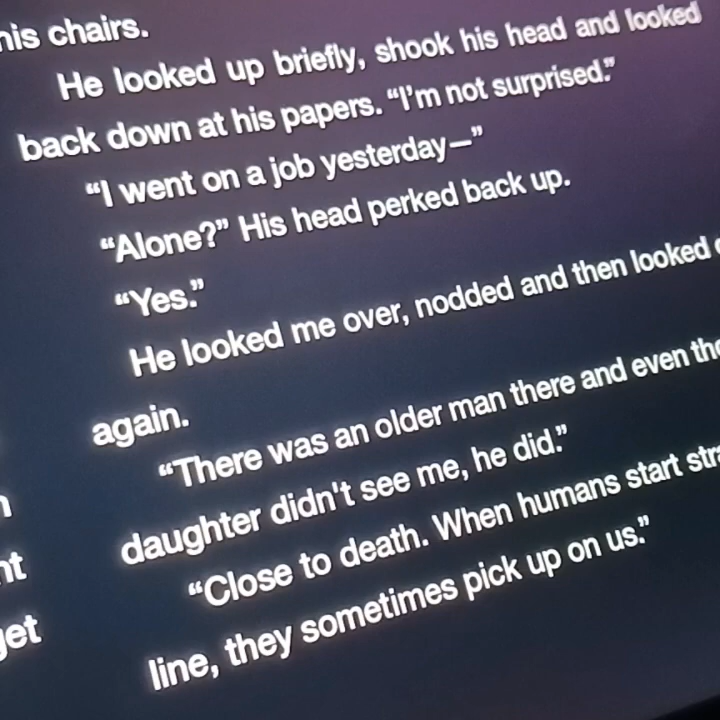 his chairs.
He looked up briefly, shook his head and looked
back down at his papers. “I'm not surprised.”
“I went on a job yesterday—”
“Alone?” His head perked back up.
“Yes.”
He looked me over, nodded and then looked
again.
“There was an older man there and even
daughter didn't see me, he did.”
“Close to death. When humans start
line, they sometimes pick up on us.”